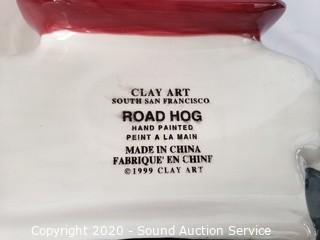 CLAY ART
SOUTH SAN FRANCISCO
ROAD HOG
HAND PAINTED
PEINT A LA MAIN
MADE IN CHINA
FABRIQUE' EN CHINF
©1999 CLAY ART
Copyright 2020 - Sound Auction Service